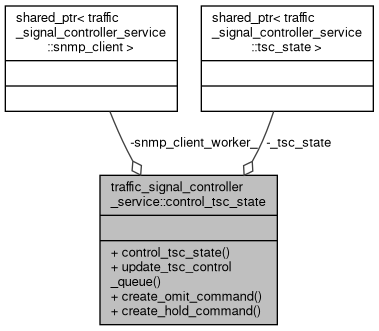 shared_ptr< traffic
_signal_controller_service
::snmp_client >
shared_ptr< traffic
_signal_controller_service
::tsc_state >
-snmp_client_worker_
-_tsc_state
traffic_signal_controller
_service::control_tsc_state
+ control_tsc_state()
+ update_tsc_control
_queue()
+ create_omit_command()
+ create_hold_command()